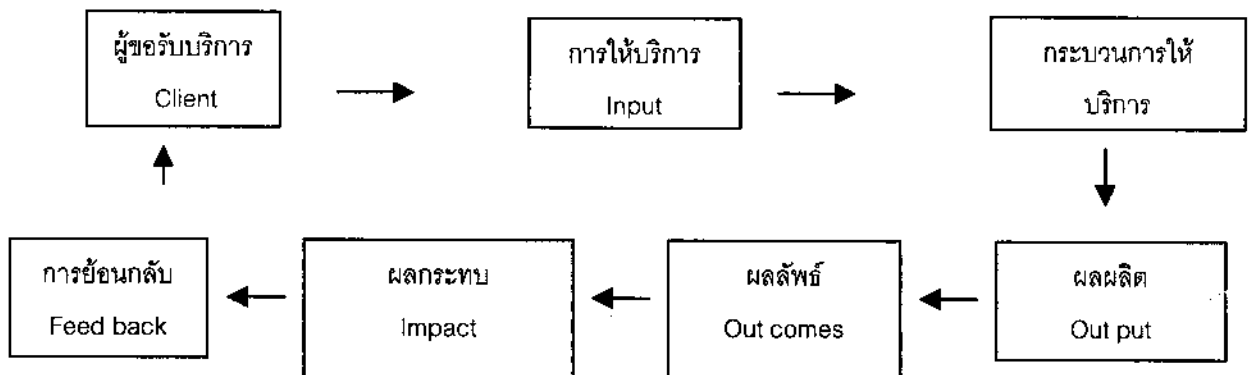 ผู้ขอรับบริการ
Client
การให้บริการ
Input
กระบวนการให้
บริการ
การย้อนกลับ
Feed back
ผลกระทบ
Impact
ผลลัพธ์
Out comes
ผลผลิต
Out put